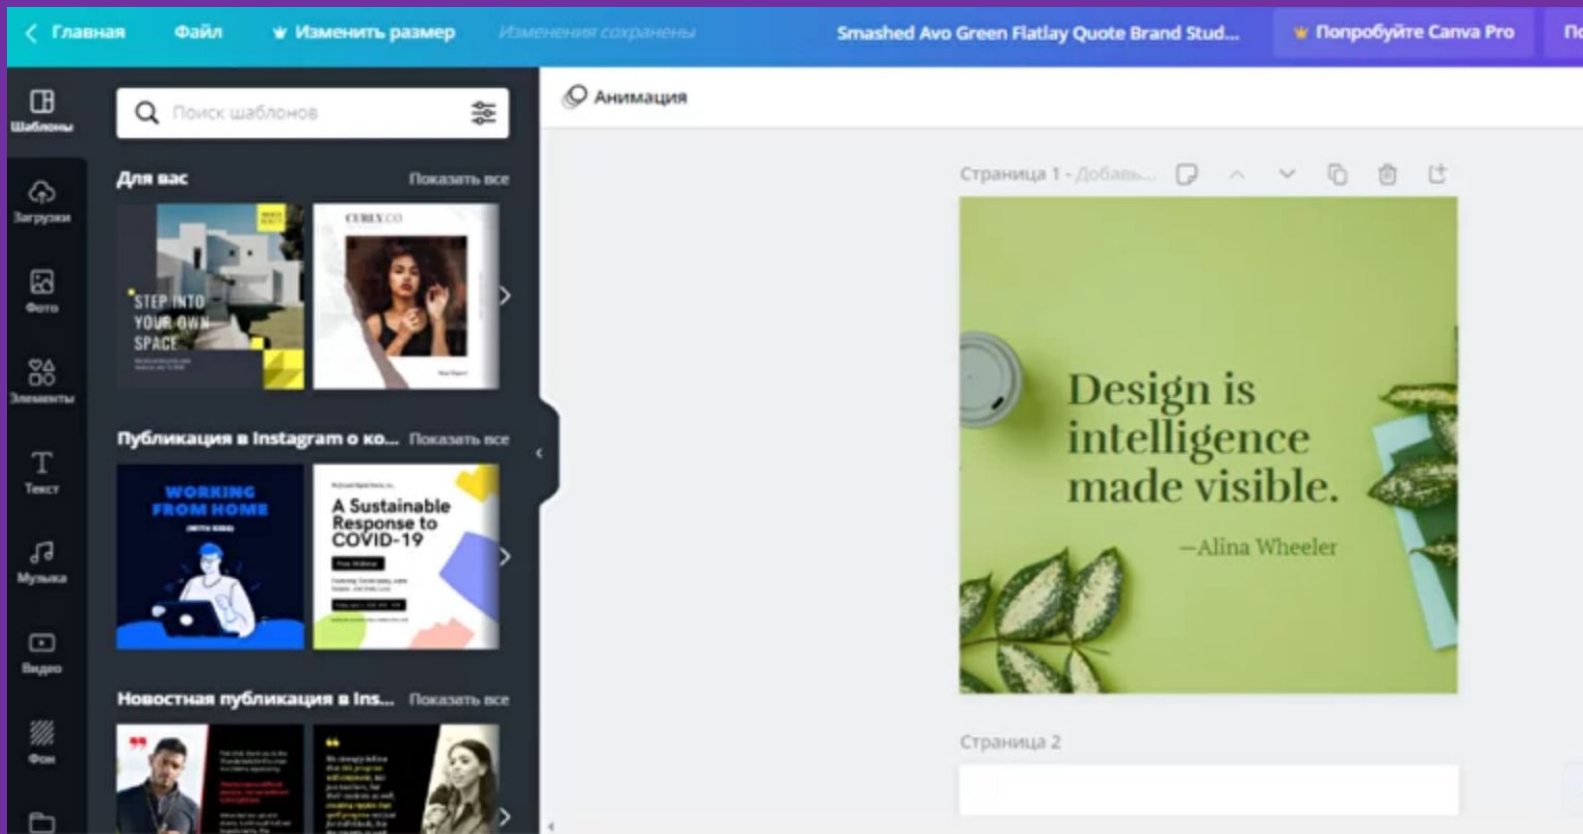 Главная
Файл
Изменить размер
Изменения сохранены
Smashed Avo Green Flatlay Quote Brand Stud...
Попробуйте Canva Pro
Шаблоны
Загрузки
Фото
Элементы
Текст
Музыка
Видео
Фон
Поиск шаблонов
Для вас
Показать все
STEP INTO
YOUR OWN
SPACE
CURLY.CO
Публикация в Instagram о ко...
Показать все
WORKING
FROM HOME
A Sustainable
Response to
COVID-19
Новостная публикация в Ins...
Показать все
Анимация
Страница 1 - Добавь...
Design is
intelligence
made visible.
—Alina Wheeler
Страница 2